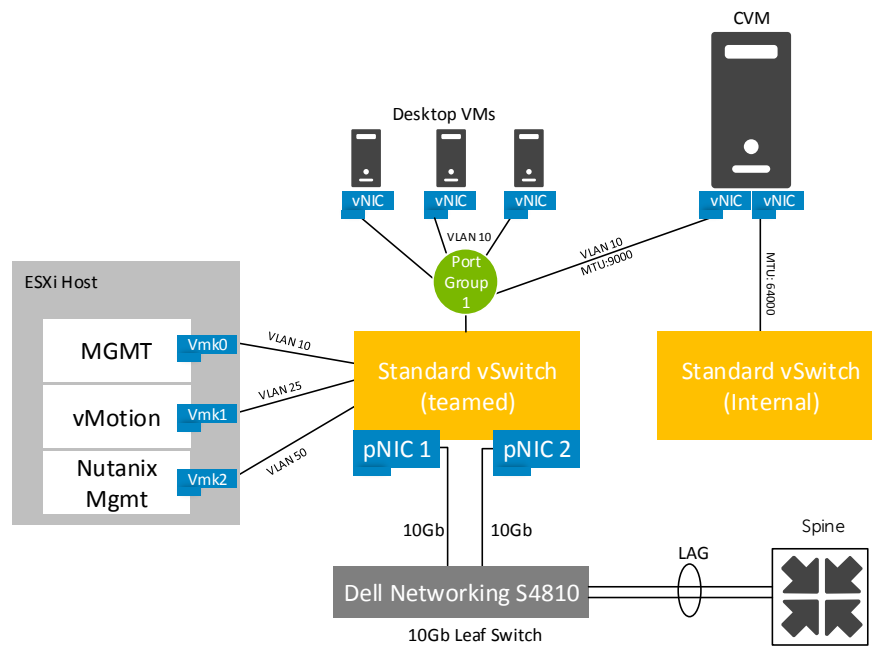 CVM
Desktop VMs
vNIC
vNIC
vNIC
vNIC
vNIC
VLAN 10
VLAN 10
MTU:9000
MTU: 64000
Port
Group
1
ESXi Host
MGMT
Vmk0
VLAN 10
vMotion
Vmk1
VLAN 25
Nutanix
Mgmt
Vmk2
VLAN 50
Standard vSwitch
(teamed)
Standard vSwitch
(Internal)
pNIC 1
pNIC 2
10Gb
10Gb
Dell Networking S4810
10Gb Leaf Switch
LAG
Spine